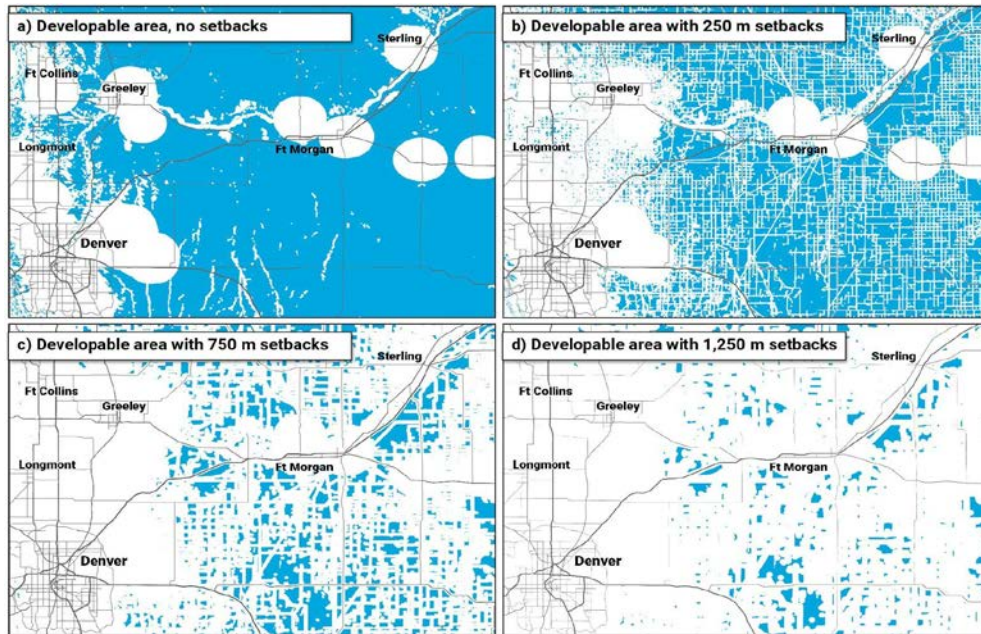 a) Developable area, no setbacks
Sterling
Ft Collins
Greeley
Longmont
Ft Morgan
Denver
b) Developable area with 250 m setbacks
Sterling
Ft Collins
Greeley
Longmont
Ft Morgan
Denver
c) Developable area with 750 m setbacks
Sterling
Ft Collins
Greeley
Longmont
Ft Morgan
Denver
d) Developable area with 1,250 m setbacks
Sterling
Ft Collins
Greeley
Longmont
Ft Morgan
Denver